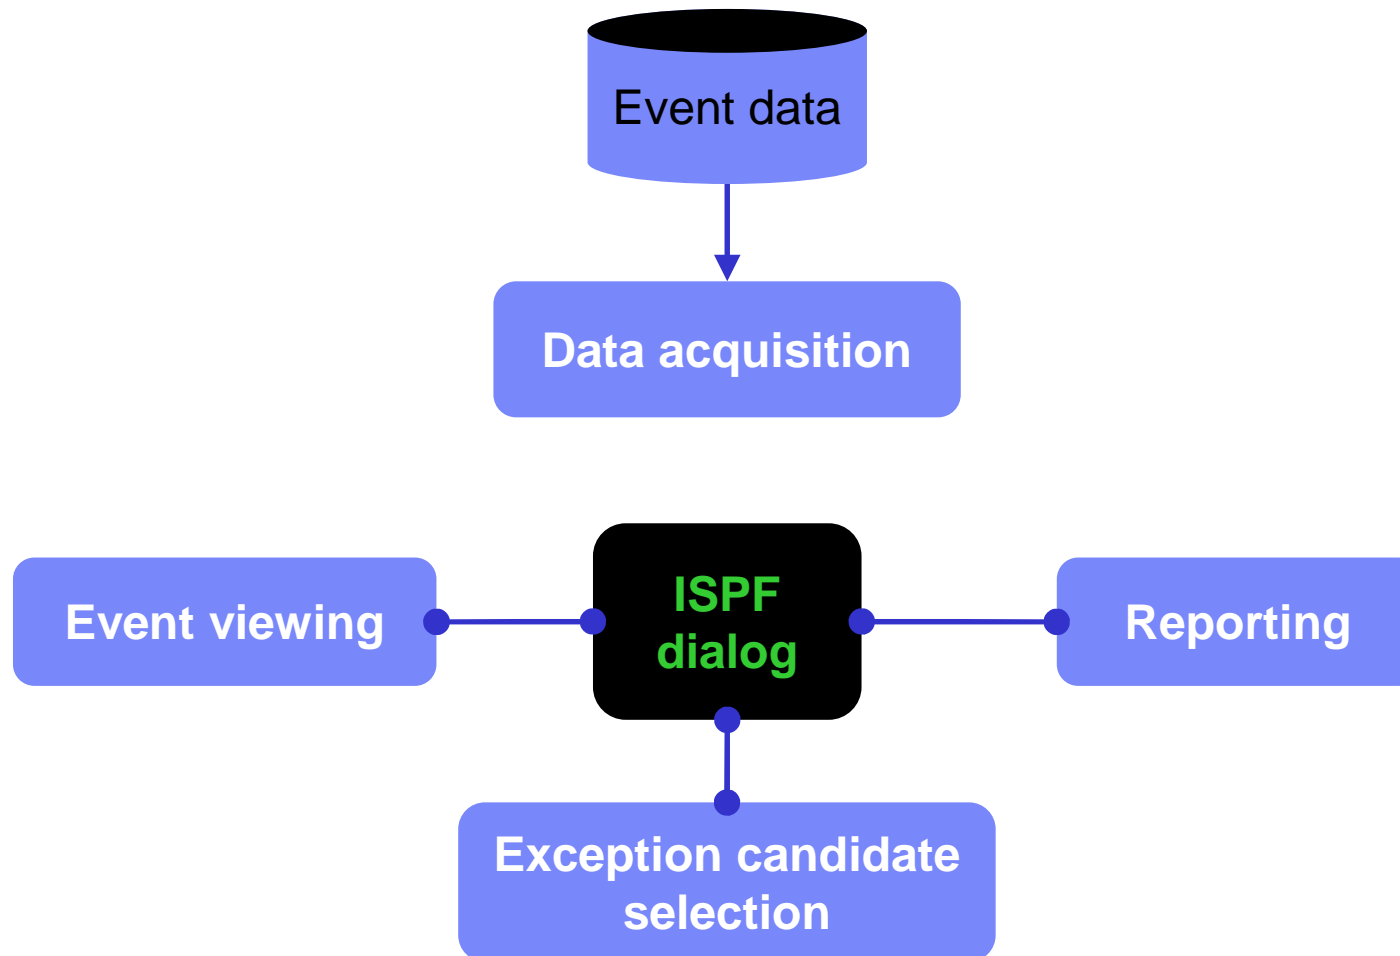 Event data
Data acquisition
Event viewing
ISPF
dialog
Reporting
Exception candidate
selection